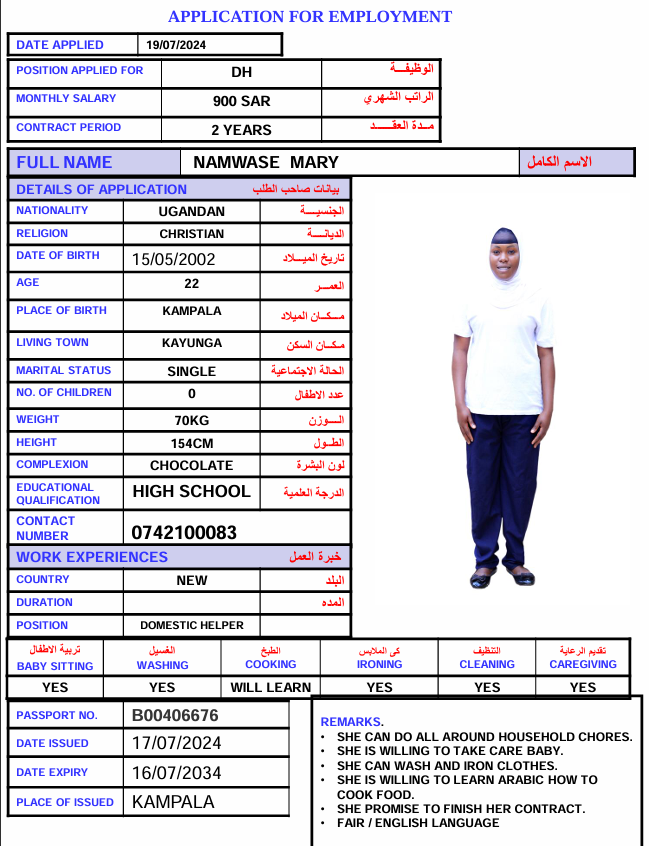 APPLICATION FOR EMPLOYMENT
DATE APPLIED 19/07/2024
POSITION APPLIED FOR DH الوظيفـــة
MONTHLY SALARY 900 SAR الراتب الشهري
CONTRACT PERIOD 2 YEARS مــدة العقــــد
FULL NAME NAMWASE MARY الاسم الكامل
DETAILS OF APPLICATION بيانات صاحب الطلب
NATIONALITY UGANDAN الجنسيـــة
RELIGION CHRISTIAN الديانـــة
DATE OF BIRTH 15/05/2002 تاريخ الميـــلاد
AGE 22 العمـــر
PLACE OF BIRTH KAMPALA مــكــان الميلاد
LIVING TOWN KAYUNGA مـكــان السكن
MARITAL STATUS SINGLE الحالة الاجتماعية
NO. OF CHILDREN 0 عدد الاطفال
WEIGHT 70KG الــــوزن
HEIGHT 154CM الطــول
COMPLEXION CHOCOLATE لون البشرة
EDUCATIONAL QUALIFICATION HIGH SCHOOL الدرجة العلمية
CONTACT NUMBER 0742100083
WORK EXPERIENCES خبرة العمل
COUNTRY NEW البلد
DURATION المده
POSITION DOMESTIC HELPER
تربية الاطفال الغسيل الطبخ كى الملابس التنظيف تقديم الرعاية
BABY SITTING WASHING COOKING IRONING CLEANING CAREGIVING
YES YES WILL LEARN YES YES YES
PASSPORT NO. B00406676
DATE ISSUED 17/07/2024
DATE EXPIRY 16/07/2034
PLACE OF ISSUED KAMPALA
REMARKS.
• SHE CAN DO ALL AROUND HOUSEHOLD CHORES.
• SHE IS WILLING TO TAKE CARE BABY.
• SHE CAN WASH AND IRON CLOTHES.
• SHE IS WILLING TO LEARN ARABIC HOW TO
COOK FOOD.
• SHE PROMISE TO FINISH HER CONTRACT.
• FAIR / ENGLISH LANGUAGE